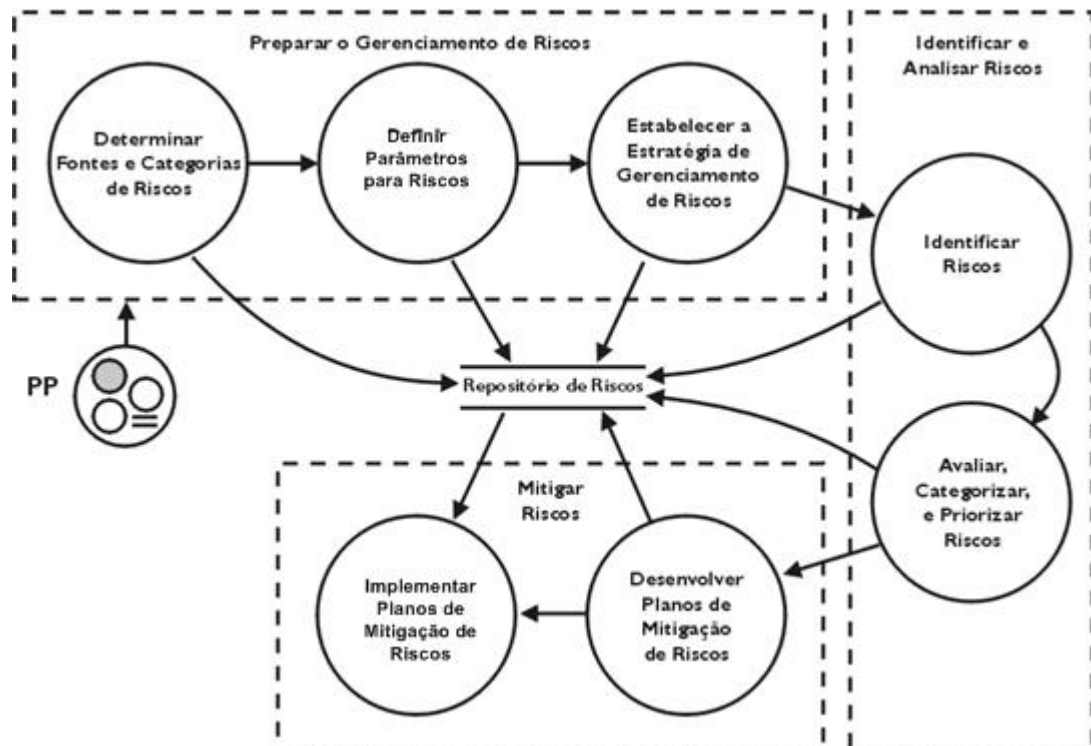 Preparar o Gerenciamento de Riscos
Determinar
Fontes e Categorias
de Riscos
Definir
Parâmetros
para Riscos
Estabelecer a
Estratégia de
Gerenciamento
de Riscos
Identificar e
Analisar Riscos
Identificar
Riscos
PP
Repositório de Riscos
Avaliar,
Categorizar,
e Priorizar
Riscos
Mitigar
Riscos
Implementar
Planos de
Mitigação de
Riscos
Desenvolver
Planos de
Mitigação
de Riscos